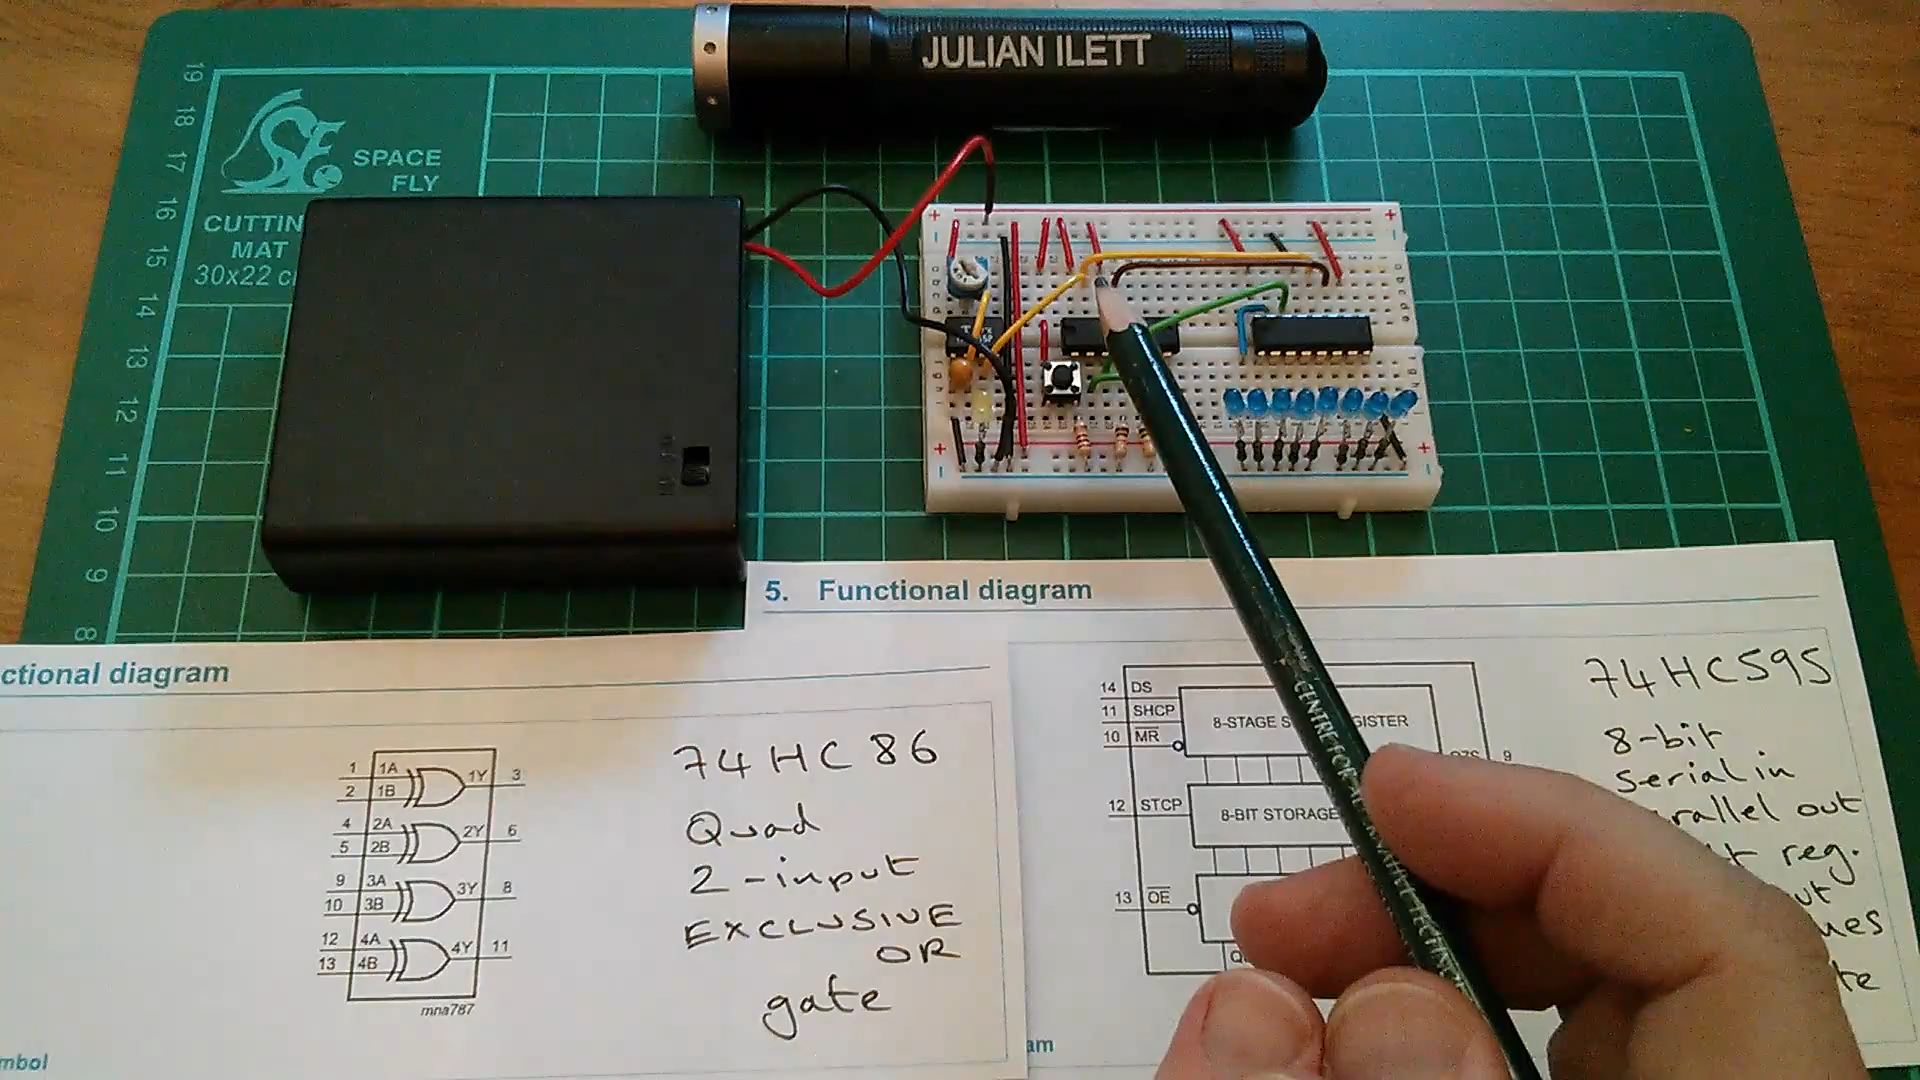 JULIAN ILETT
SPACE
FLY
CUTTIN
MAT
30x22 c
19
18
17
16
15
14
13
12
11
10
9
8
5. Functional diagram
ctional diagram
1 1A 1Y 3
2 1B
4 2A 2Y 6
5 2B
9 3A 3Y 8
10 3B
12 4A 4Y 11
13 4B
mna787
mbol
74HC86
Quad
2-input
EXCLUSIVE
OR
gate
14 DS
11 SHCP
10 MR
8-STAGE S GISTER
9
12 STCP
8-BIT STORAGE
13 OE
am
74HC595
8-bit
serial in
rallel out
reg.
CENTRE FOR ALTERNATIVE TECHN